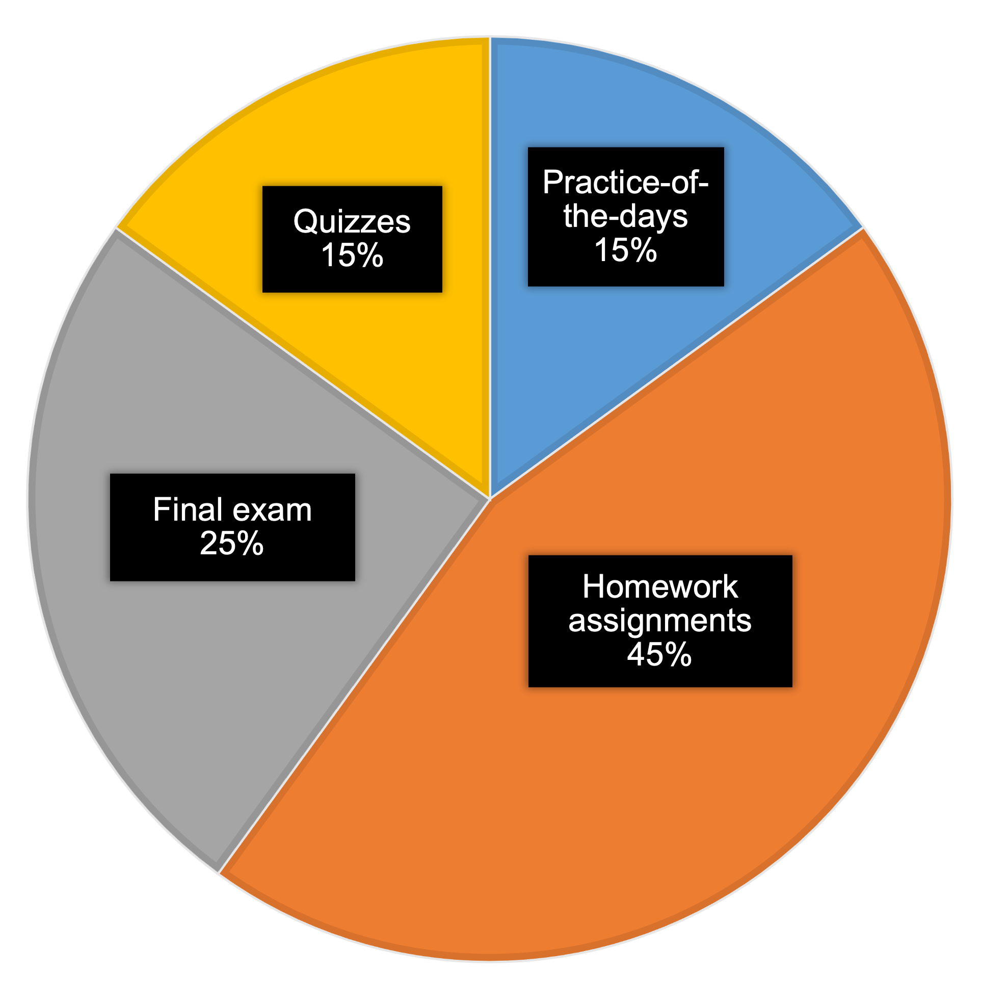 Practice-of-
the-days
15%
Quizzes
15%
Final exam
25%
Homework
assignments
45%